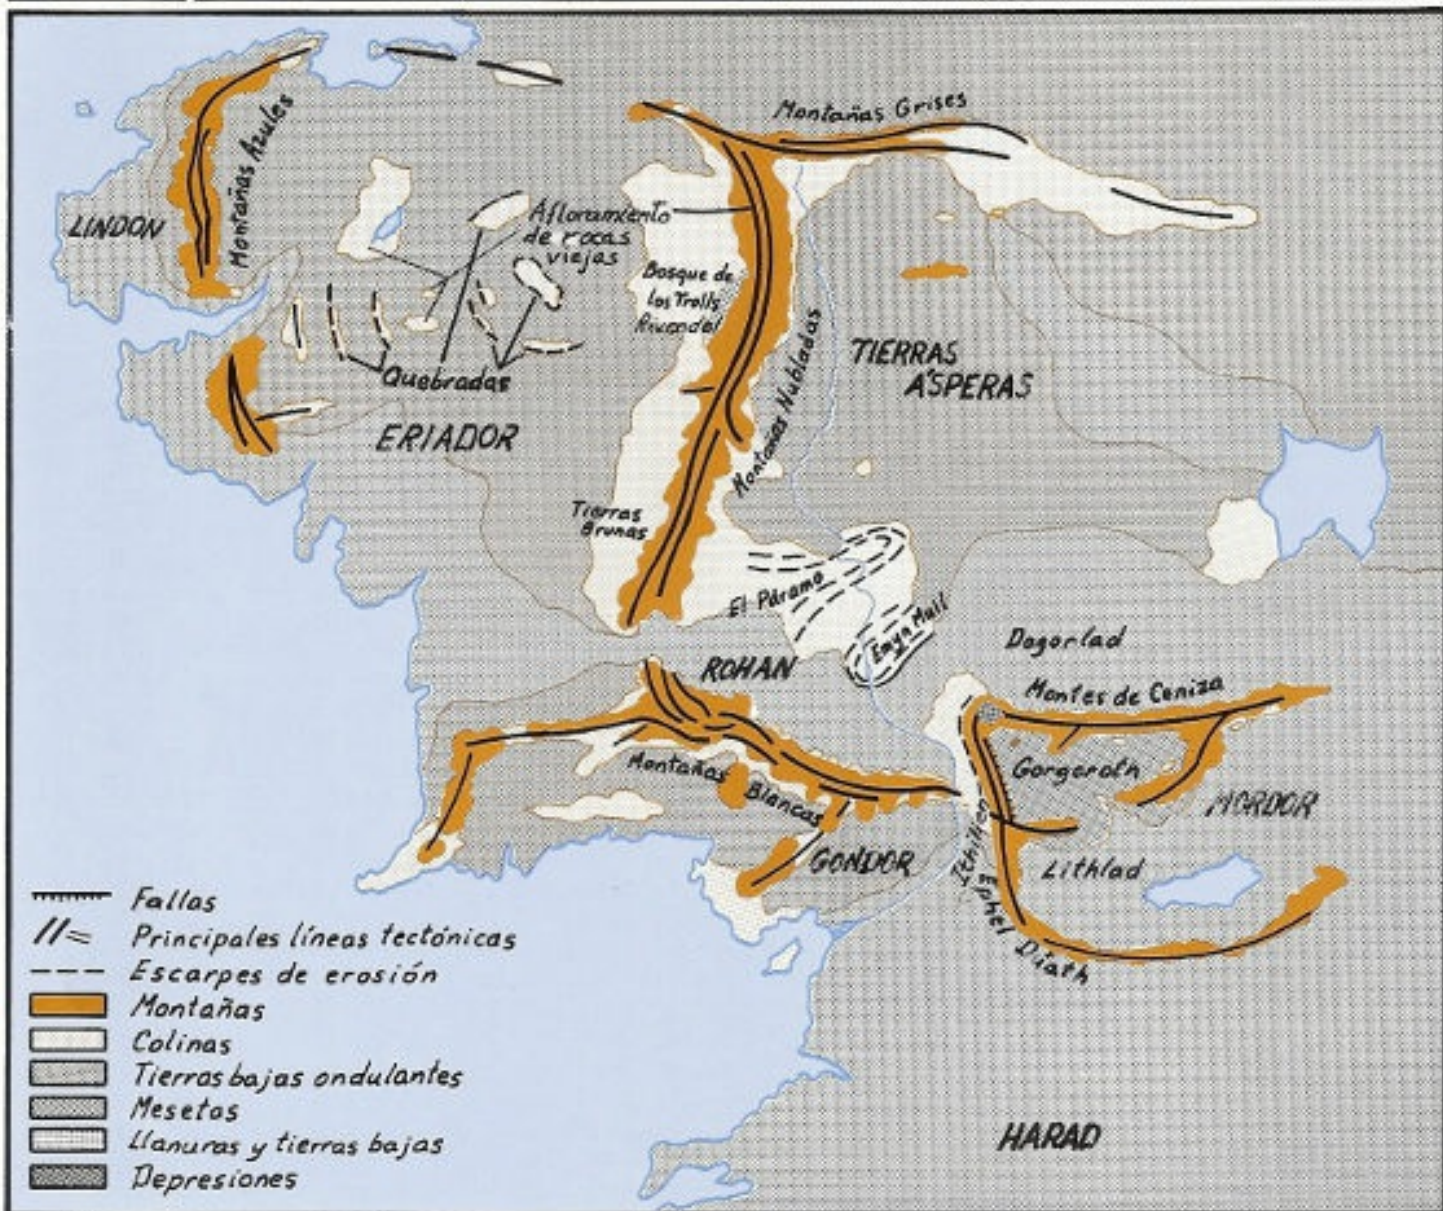 Montañas Grises
Montañas Azules
LINDON
Afloramiento
de rocas
viejas
Bosque de
los Trolls
Rivendel
Montañas Nubladas
TIERRAS
ÁSPERAS
Quebradas
ERIADOR
Tierras
Brunas
El Páramo
Emyn Muil
Dagorlad
ROHAN
Montes de Ceniza
Montañas Blancas
Gorgoroth
MORDOR
GONDOR
Ithilien
Lithlad
Ephel Dúath
HARAD
Fallas
Principales líneas tectónicas
Escarpes de erosión
Montañas
Colinas
Tierras bajas ondulantes
Mesetas
Llanuras y tierras bajas
Depresiones